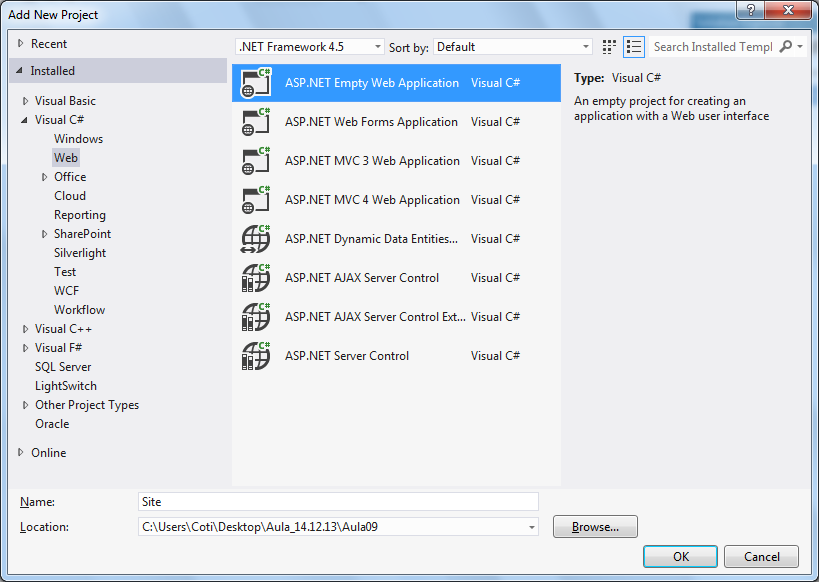 Add New Project
?
Recent
Installed
Visual Basic
Visual C#
Windows
Web
Office
Cloud
Reporting
SharePoint
Silverlight
Test
WCF
Workflow
Visual C++
Visual F#
SQL Server
LightSwitch
Other Project Types
Oracle
Online
.NET Framework 4.5 Sort by: Default
C# ASP.NET Empty Web Application Visual C#
C# ASP.NET Web Forms Application Visual C#
C# ASP.NET MVC 3 Web Application Visual C#
C# ASP.NET MVC 4 Web Application Visual C#
C# ASP.NET Dynamic Data Entities... Visual C#
C# ASP.NET AJAX Server Control Visual C#
C# ASP.NET AJAX Server Control Ext... Visual C#
C# ASP.NET Server Control Visual C#
Search Installed Templ
Type: Visual C#
An empty project for creating an
application with a Web user interface
Name: Site
Location: C:\Users\Coti\Desktop\Aula_14.12.13\Aula09 Browse...
OK Cancel